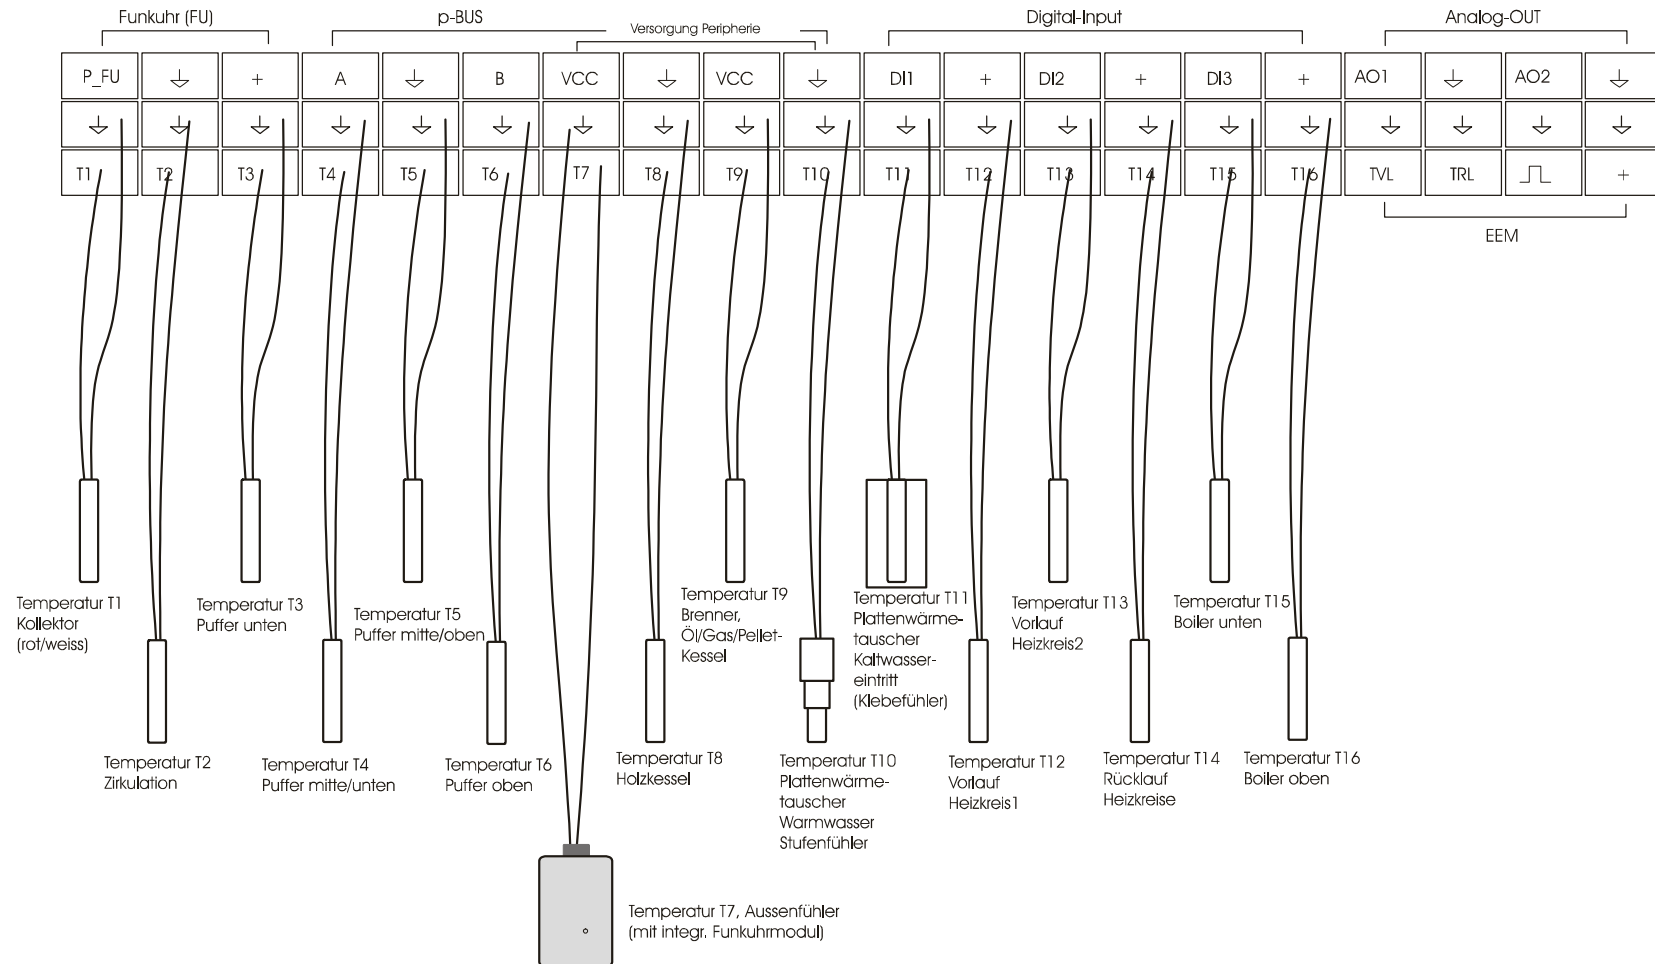 Funkuhr (FU)
p-BUS
Versorgung Peripherie
Digital-Input
Analog-OUT
P_FU + A B VCC VCC DI1 + DI2 + DI3 + AO1 AO2
T1 T2 T3 T4 T5 T6 T7 T8 T9 T10 T11 T12 T13 T14 T15 T16 TVL TRL +
EEM
Temperatur T1
Kollektor
(rot/weiss)
Temperatur T2
Zirkulation
Temperatur T3
Puffer unten
Temperatur T4
Puffer mitte/unten
Temperatur T5
Puffer mitte/oben
Temperatur T6
Puffer oben
Temperatur T7, Aussenfühler
(mit integr. Funkuhrmodul)
Temperatur T8
Holzkessel
Temperatur T9
Brenner,
Öl/Gas/Pellet-
Kessel
Temperatur T10
Plattenwärme-
tauscher
Warmwasser
Stufenfühler
Temperatur T11
Plattenwärme-
tauscher
Kaltwasser-
eintritt
(Klebefühler)
Temperatur T12
Vorlauf
Heizkreis1
Temperatur T13
Vorlauf
Heizkreis2
Temperatur T14
Rücklauf
Heizkreise
Temperatur T15
Boiler unten
Temperatur T16
Boiler oben